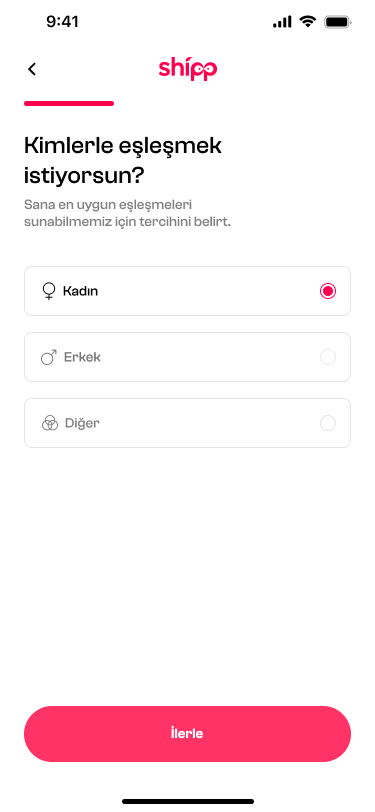 9:41
shipp
Kimlerle eşleşmek
istiyorsun?
Sana en uygun eşleşmeleri
sunabilmemiz için tercihini belirt.
Kadın
Erkek
Diğer
İlerle